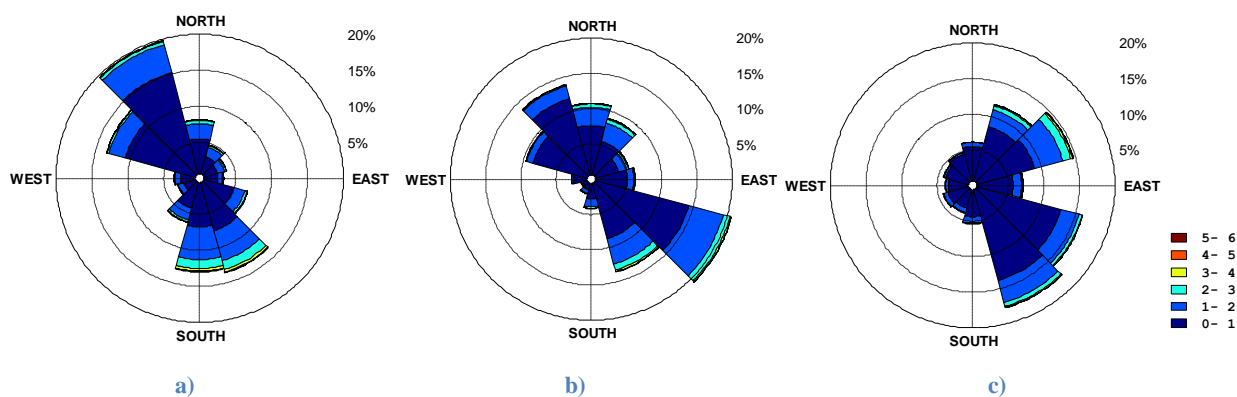 NORTH
20%
15%
10%
5%
WEST
EAST
SOUTH
a)
NORTH
20%
15%
10%
5%
WEST
EAST
SOUTH
b)
NORTH
20%
15%
10%
5%
WEST
EAST
SOUTH
c)
5- 6
4- 5
3- 4
2- 3
1- 2
0- 1